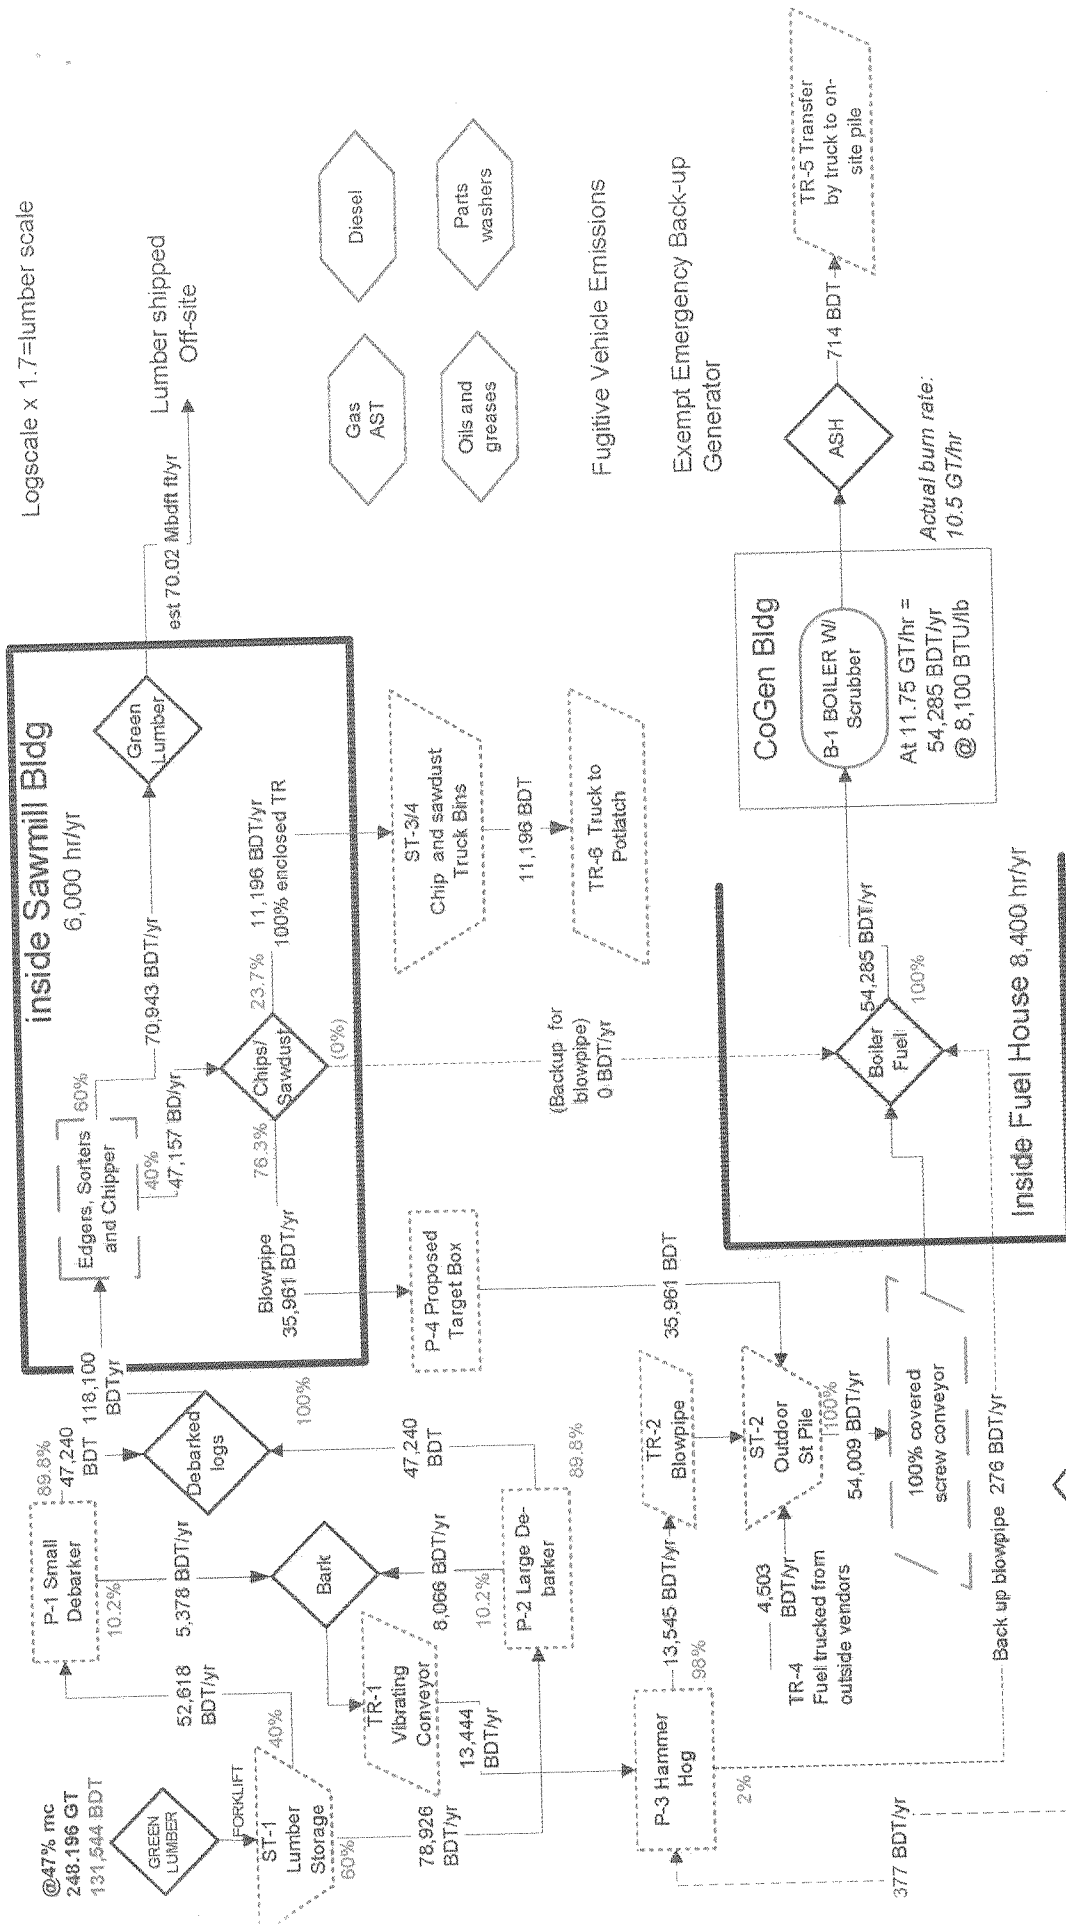 @47% mc
248.196 GT
131,544 BDT
GREEN
LUMBER
FORKLIFT
ST-1
Lumber
Storage
40%
60%
52,618
BDT/yr
78,926
BDT/yr
P-1 Small
Debarker
10.2%
89.8%
5,378 BDT/yr
47,240
BDT
Bark
TR-1
Vibrating
Conveyor
13,444
BDT/yr
8,066 BDT/yr
10.2%
P-2 Large De-
barker
89.8%
47,240
BDT
Debarked
logs
100%
118,100
BDTyr
inside Sawmill Bldg
6,000 hr/yr
Edgers, Sorters
and Chipper
60%
40%
70,943 BDT/yr
47,157 BD/yr
Green
Lumber
est 70.02 Mbdft ft/yr
Lumber shipped
Off-site
Logscale x 1.7=lumber scale
Chips/
Sawdust
76.3%
23.7%
(0%)
Blowpipe
35,961 BDT/yr
11,196 BDT/yr
100% enclosed TR
ST-3/4
Chip and sawdust
Truck Bins
11,196 BDT
TR-6 Truck to
Potlatch
P-4 Proposed
Target Box
35,961 BDT
(Backup for
blowpipe)
0 BDT/yr
Gas
AST
Diesel
Oils and
greases
Parts
washers
Fugitive Vehicle Emissions
Exempt Emergency Back-up
Generator
P-3 Hammer
Hog
98%
2%
13,545 BDT/yr
TR-2
Blowpipe
ST-2
Outdoor
St Pile
100%
4,503
BDT/yr
TR-4
Fuel trucked from
outside vendors
54,009 BDT/yr
100% covered
screw conveyor
Back up blowpipe 276 BDT/yr
377 BDT/yr
Inside Fuel House 8,400 hr/yr
Boiler
Fuel
54,285 BDT/yr
100%
CoGen Bldg
B-1 BOILER W/
Scrubber
At 11.75 GT/hr =
54,285 BDT/yr
@ 8,100 BTU/lb
Actual burn rate:
10.5 GT/hr
ASH
714 BDT
TR-5 Transfer
by truck to on-
site pile